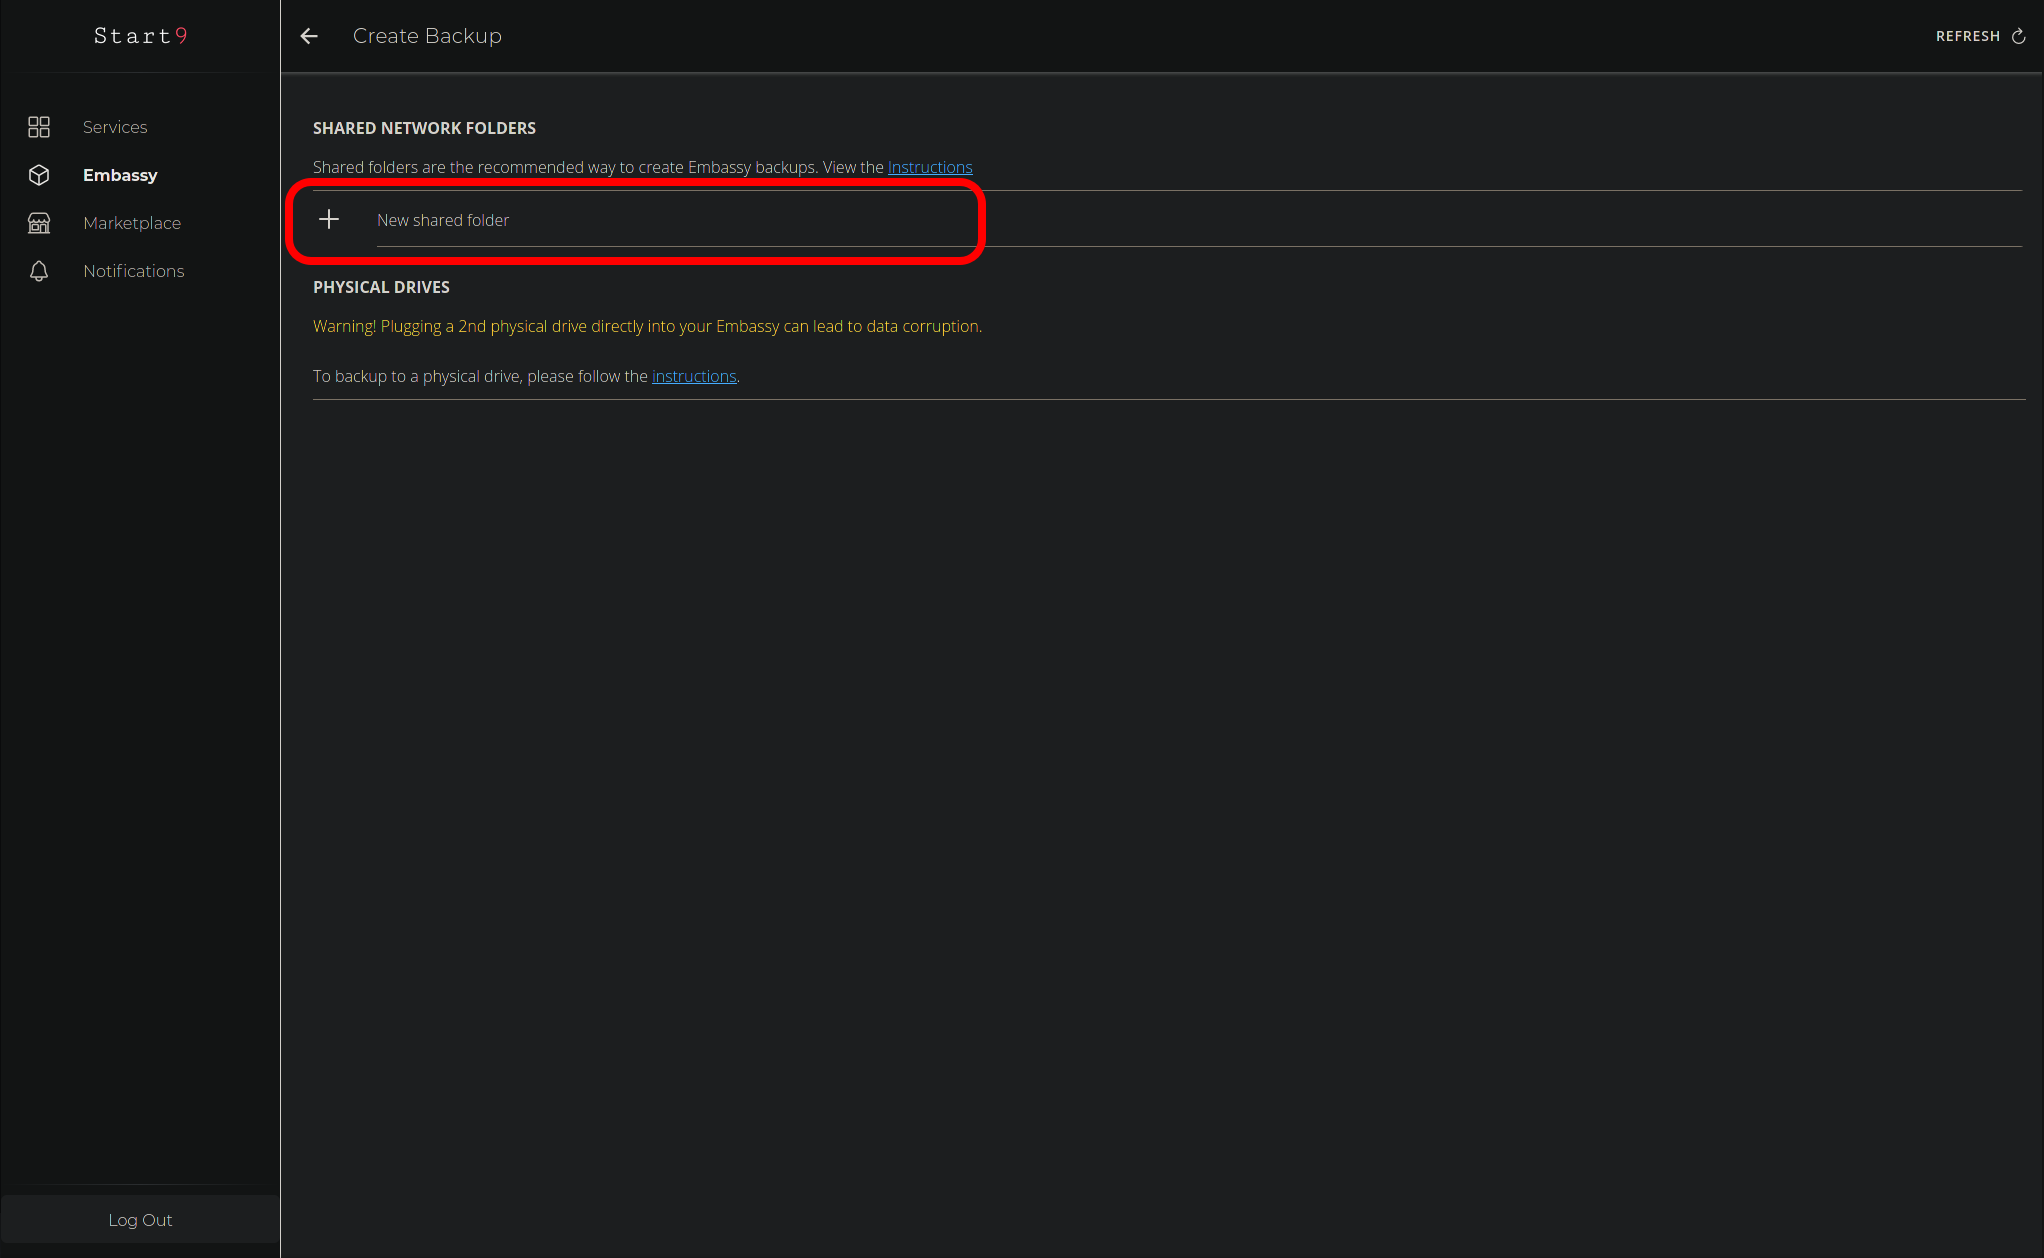 Start9
Create Backup
REFRESH
Services
Embassy
Marketplace
Notifications
SHARED NETWORK FOLDERS
Shared folders are the recommended way to create Embassy backups. View the Instructions
New shared folder
PHYSICAL DRIVES
Warning! Plugging a 2nd physical drive directly into your Embassy can lead to data corruption.
To backup to a physical drive, please follow the instructions.
Log Out